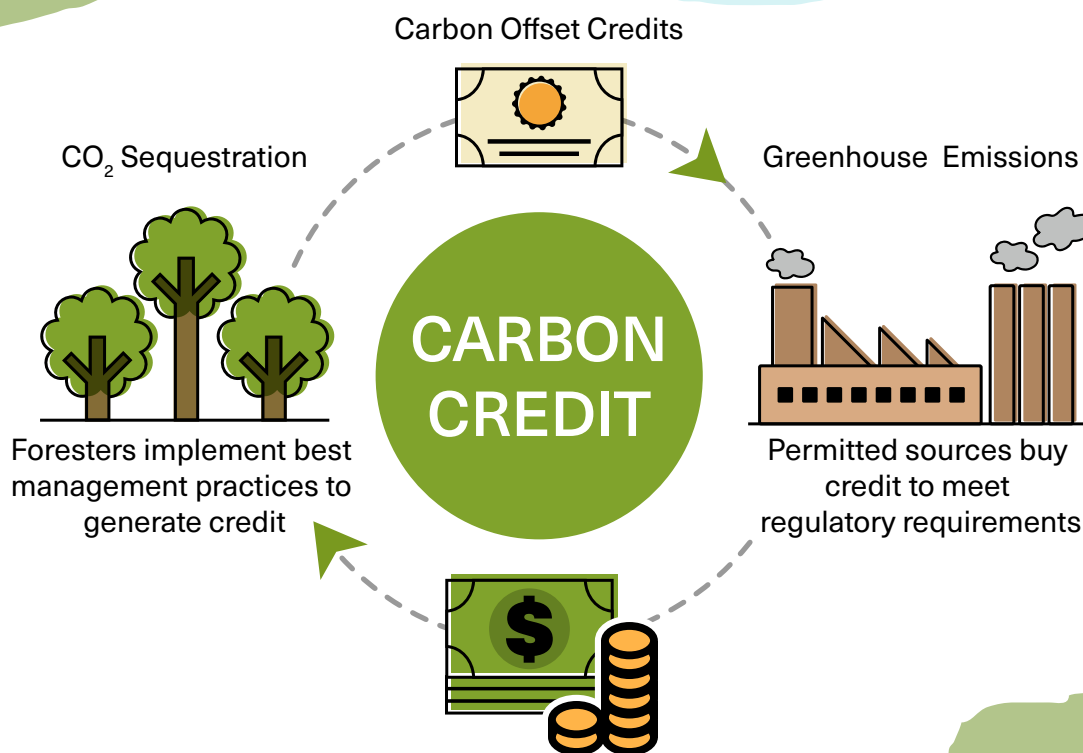 Carbon Offset Credits
CO₂ Sequestration
Greenhouse Emissions
CARBON
CREDIT
$
Foresters implement best
management practices to
generate credit
Permitted sources buy
credit to meet
regulatory requirements